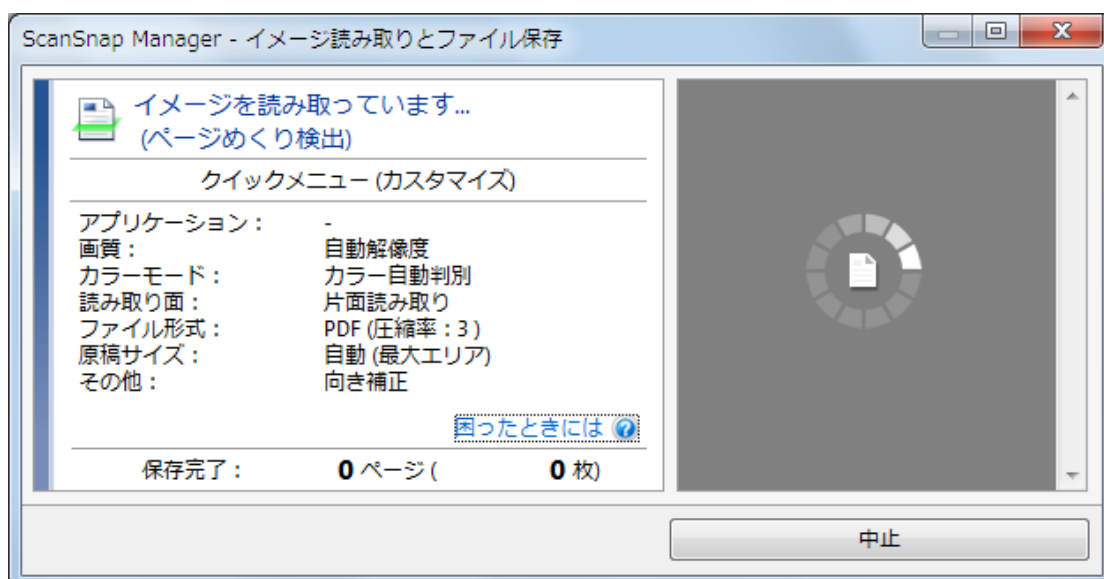 ScanSnap Manager - イメージ読み取りとファイル保存
イメージを読み取っています...
(ページめくり検出)
クイックメニュー (カスタマイズ)
アプリケーション： -
画質： 自動解像度
カラーモード： カラー自動判別
読み取り面： 片面読み取り
ファイル形式： PDF (圧縮率：3 )
原稿サイズ： 自動 (最大エリア)
その他： 向き補正
困ったときには ?
保存完了： 0 ページ ( 0 枚)
中止